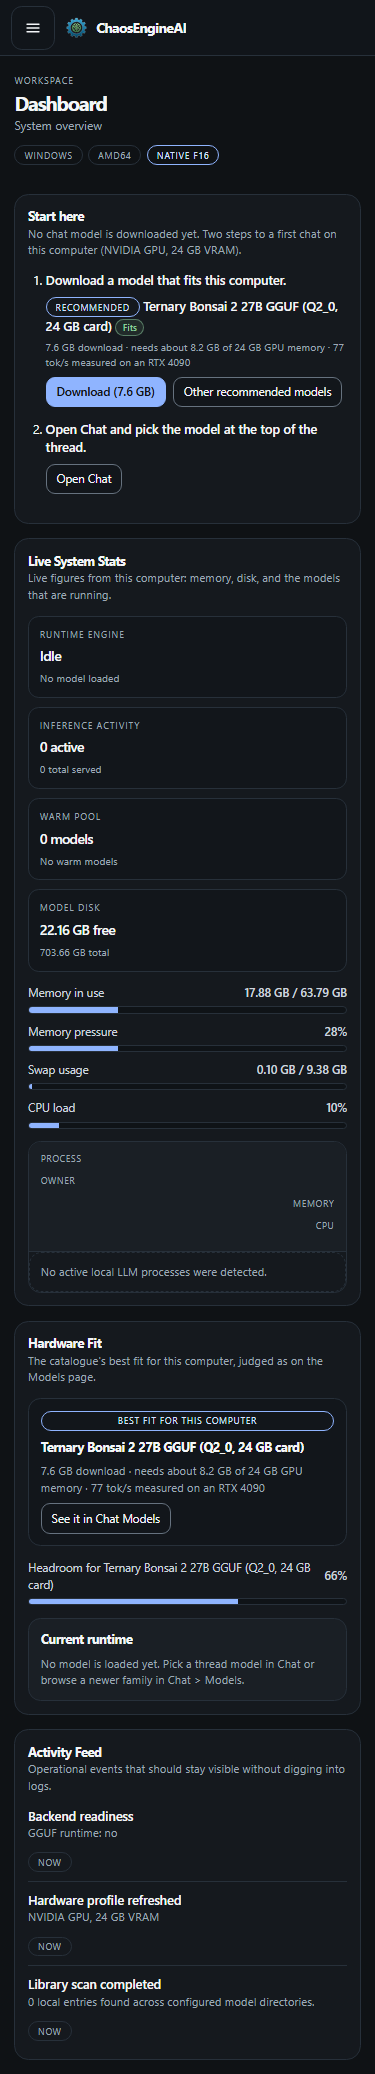 ChaosEngineAI
WORKSPACE
Dashboard
System overview
WINDOWS AMD64 NATIVE F16
Start here
No chat model is downloaded yet. Two steps to a first chat on
this computer (NVIDIA GPU, 24 GB VRAM).
1. Download a model that fits this computer.
RECOMMENDED Ternary Bonsai 2 27B GGUF (Q2_0,
24 GB card) Fits
7.6 GB download · needs about 8.2 GB of 24 GB GPU memory · 77
tok/s measured on an RTX 4090
Download (7.6 GB) Other recommended models
2. Open Chat and pick the model at the top of the
thread.
Open Chat
Live System Stats
Live figures from this computer: memory, disk, and the models
that are running.
RUNTIME ENGINE
Idle
No model loaded
INFERENCE ACTIVITY
0 active
0 total served
WARM POOL
0 models
No warm models
MODEL DISK
22.16 GB free
703.66 GB total
Memory in use 17.88 GB / 63.79 GB
Memory pressure 28%
Swap usage 0.10 GB / 9.38 GB
CPU load 10%
PROCESS
OWNER
MEMORY
CPU
No active local LLM processes were detected.
Hardware Fit
The catalogue's best fit for this computer, judged as on the
Models page.
BEST FIT FOR THIS COMPUTER
Ternary Bonsai 2 27B GGUF (Q2_0, 24 GB card)
7.6 GB download · needs about 8.2 GB of 24 GB GPU
memory · 77 tok/s measured on an RTX 4090
See it in Chat Models
Headroom for Ternary Bonsai 2 27B GGUF (Q2_0, 24 GB
card) 66%
Current runtime
No model is loaded yet. Pick a thread model in Chat or
browse a newer family in Chat > Models.
Activity Feed
Operational events that should stay visible without digging into
logs.
Backend readiness
GGUF runtime: no
NOW
Hardware profile refreshed
NVIDIA GPU, 24 GB VRAM
NOW
Library scan completed
0 local entries found across configured model directories.
NOW